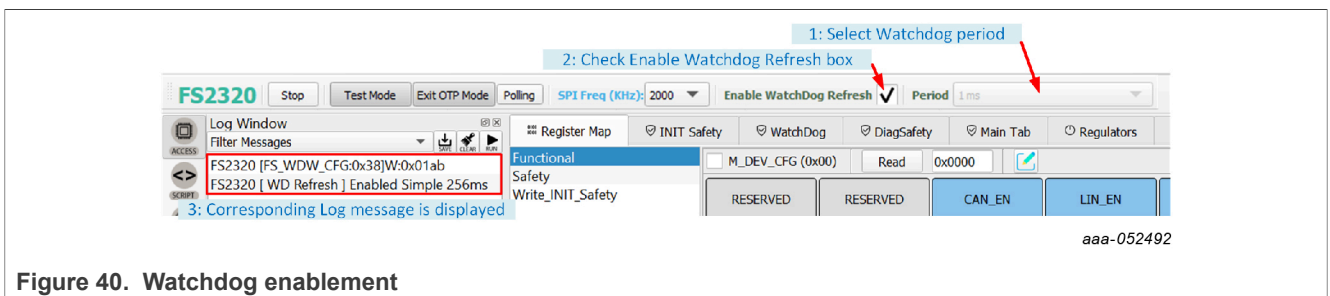 1: Select Watchdog period
2: Check Enable Watchdog Refresh box
FS2320 Stop Test Mode Exit OTP Mode Polling SPI Freq (KHz): 2000 Enable WatchDog Refresh Period 1 ms
Log Window Register Map INIT Safety WatchDog DiagSafety Main Tab Regulators
ACCESS Filter Messages SAVE CLEAR RUN
FS2320 [FS_WDW_CFG:0x38]W:0x01ab Functional M_DEV_CFG (0x00) Read 0x0000
FS2320 [ WD Refresh ] Enabled Simple 256ms Safety
SCRIPT Write_INIT_Safety RESERVED RESERVED CAN_EN LIN_EN
3: Corresponding Log message is displayed
aaa-052492
Figure 40. Watchdog enablement